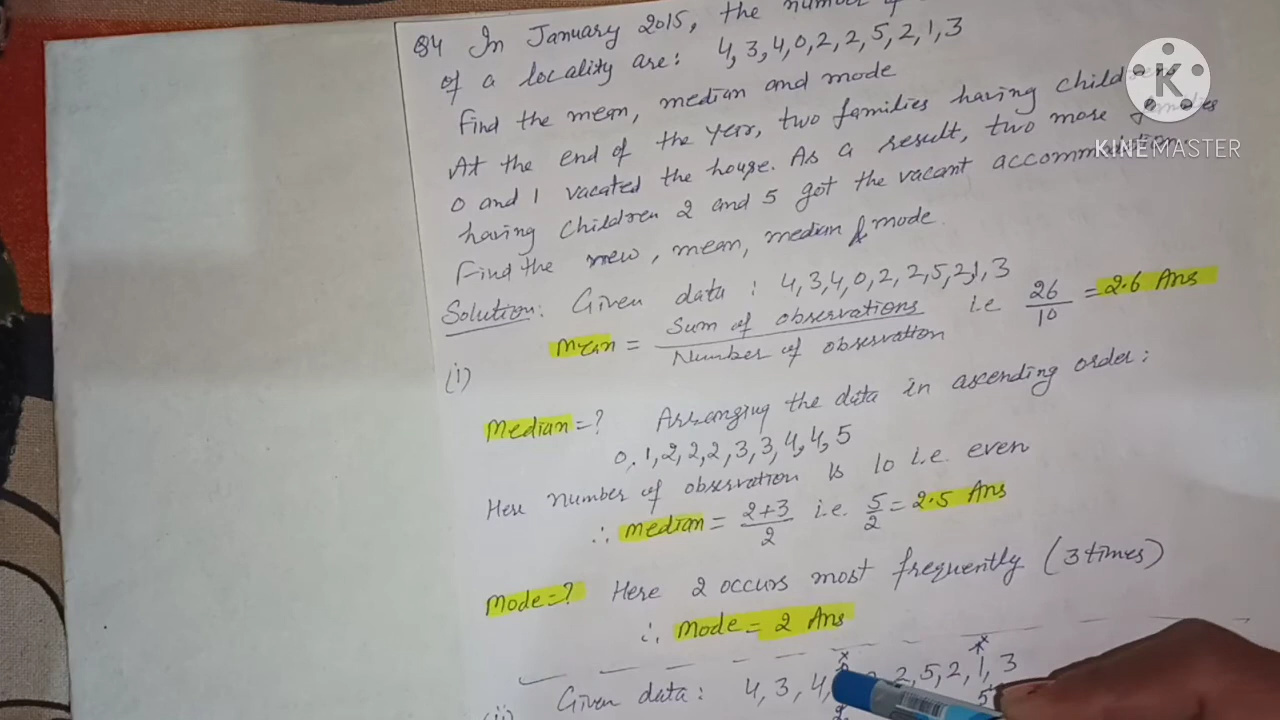 Q4 In January 2015, the number of
of a locality are: 4, 3, 4, 0, 2, 2, 5, 2, 1, 3
Find the mean, median and mode
At the end of the year, two families having children
0 and 1 vacated the house. As a result, two more families
having children 2 and 5 got the vacant accommodation
Find the new, mean, median & mode.
Solution: Given data : 4, 3, 4, 0, 2, 2, 5, 2, 1, 3
(i) mean = Sum of observations / Number of observation i.e 26/10 = 2.6 Ans
Median = ? Arranging the data in ascending order:
0, 1, 2, 2, 2, 3, 3, 4, 4, 5
Here number of observation is 10 i.e. even
∴ median = 2+3/2 i.e. 5/2 = 2.5 Ans
Mode = ? Here 2 occurs most frequently (3 times)
∴ Mode = 2 Ans
(ii) Given data: 4, 3, 4, 2, 5, 2, 1, 3
K
KINEMASTER